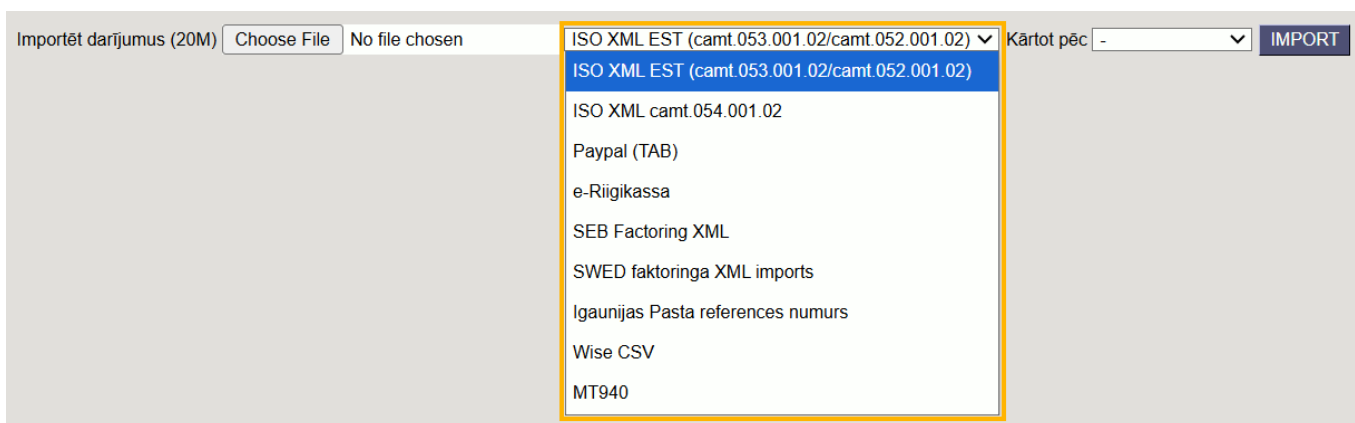 Importēt darījumus (20M) Choose File No file chosen ISO XML EST (camt.053.001.02/camt.052.001.02) Kārtot pēc - IMPORT
ISO XML EST (camt.053.001.02/camt.052.001.02)
ISO XML camt.054.001.02
Paypal (TAB)
e-Riigikassa
SEB Factoring XML
SWED faktoringa XML imports
Igaunijas Pasta references numurs
Wise CSV
MT940